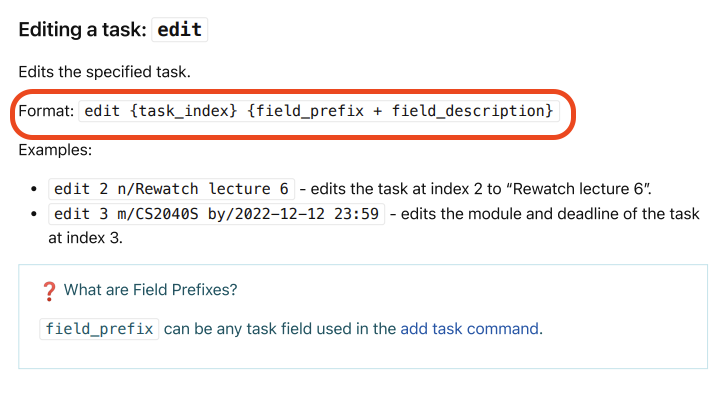 Editing a task: edit
Edits the specified task.
Format: edit {task_index} {field_prefix + field_description}
Examples:
• edit 2 n/Rewatch lecture 6 - edits the task at index 2 to “Rewatch lecture 6”.
• edit 3 m/CS2040S by/2022-12-12 23:59 - edits the module and deadline of the task
at index 3.
❓ What are Field Prefixes?
field_prefix can be any task field used in the add task command.